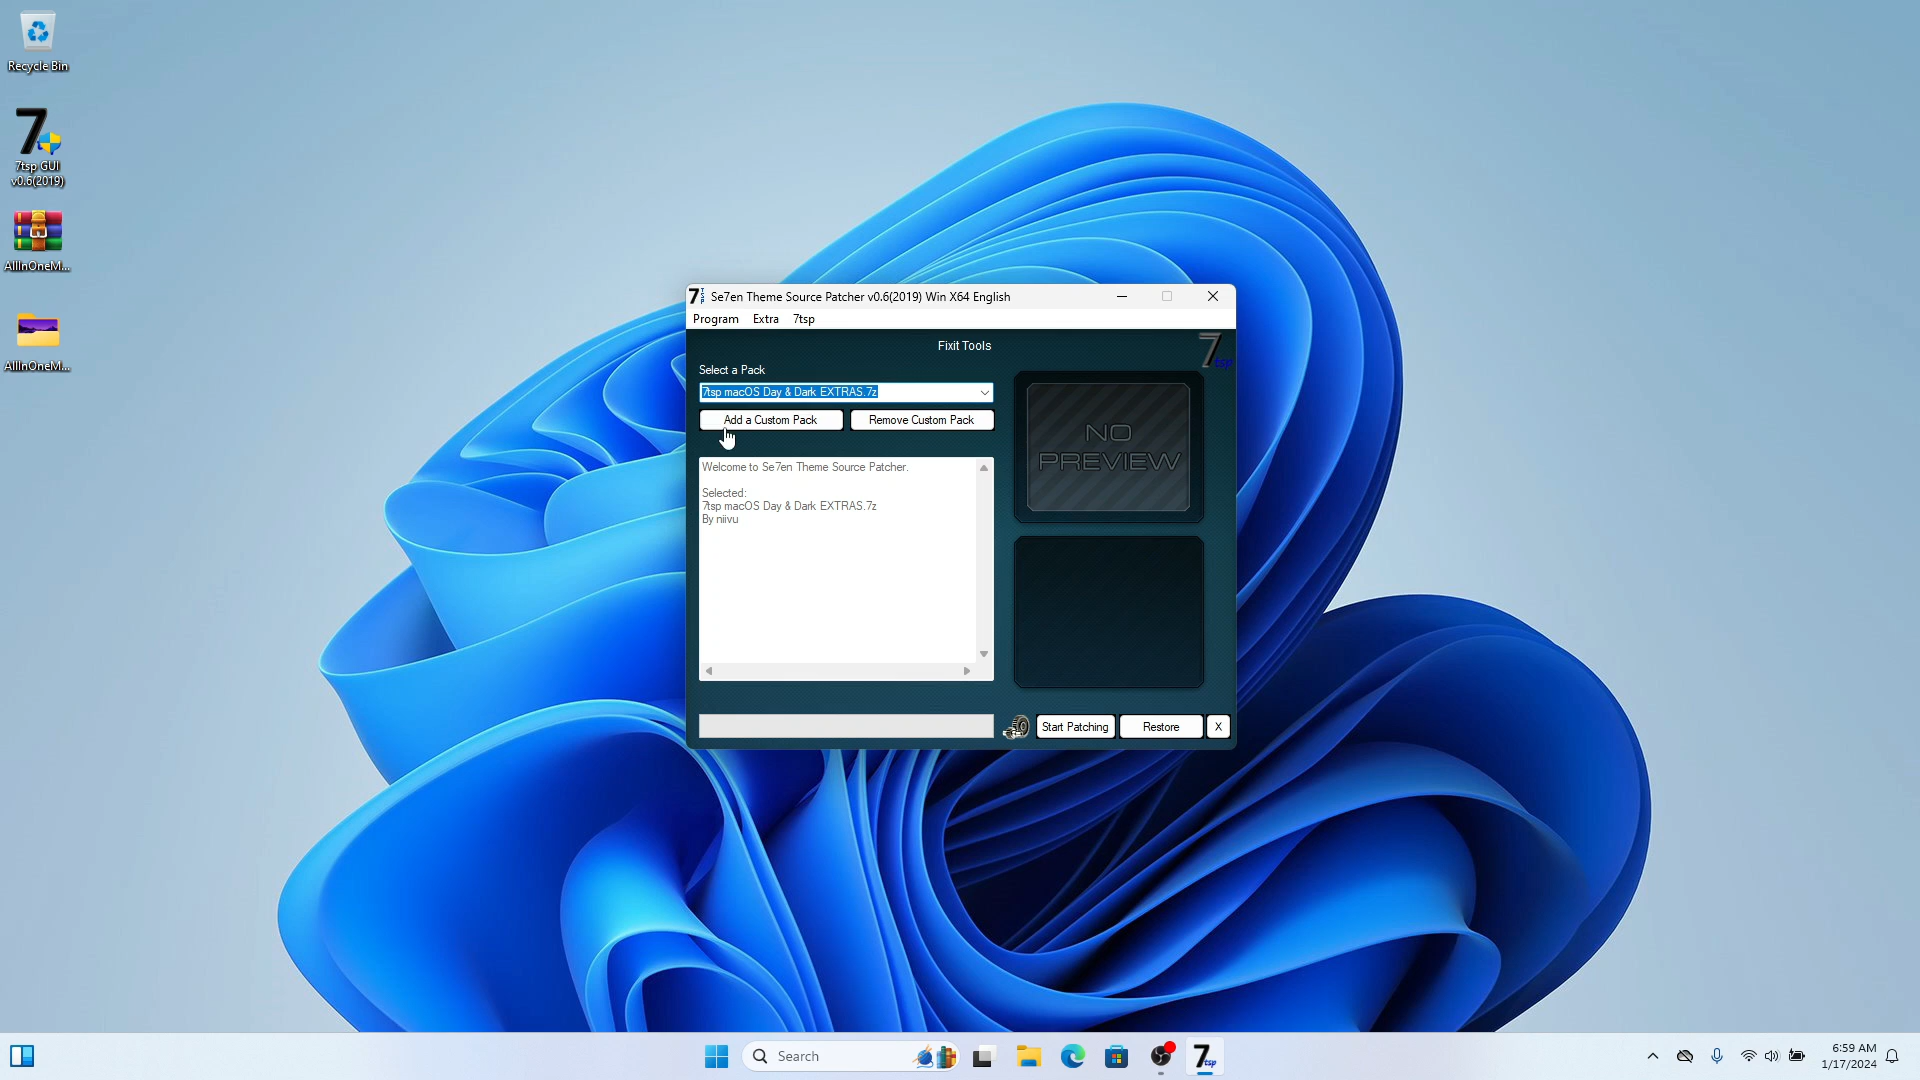 Recycle Bin
7tsp GUI
v0.6(2019)
AllInOneM...
AllInOneM...
Se7en Theme Source Patcher v0.6(2019) Win X64 English
Program Extra 7tsp
Fixit Tools
7tsp
Select a Pack
7tsp macOS Day & Dark EXTRAS.7z
Add a Custom Pack Remove Custom Pack
NO
PREVIEW
Welcome to Se7en Theme Source Patcher.
Selected:
7tsp macOS Day & Dark EXTRAS.7z
By niivu
Start Patching Restore X
Search
7tsp
6:59 AM
1/17/2024